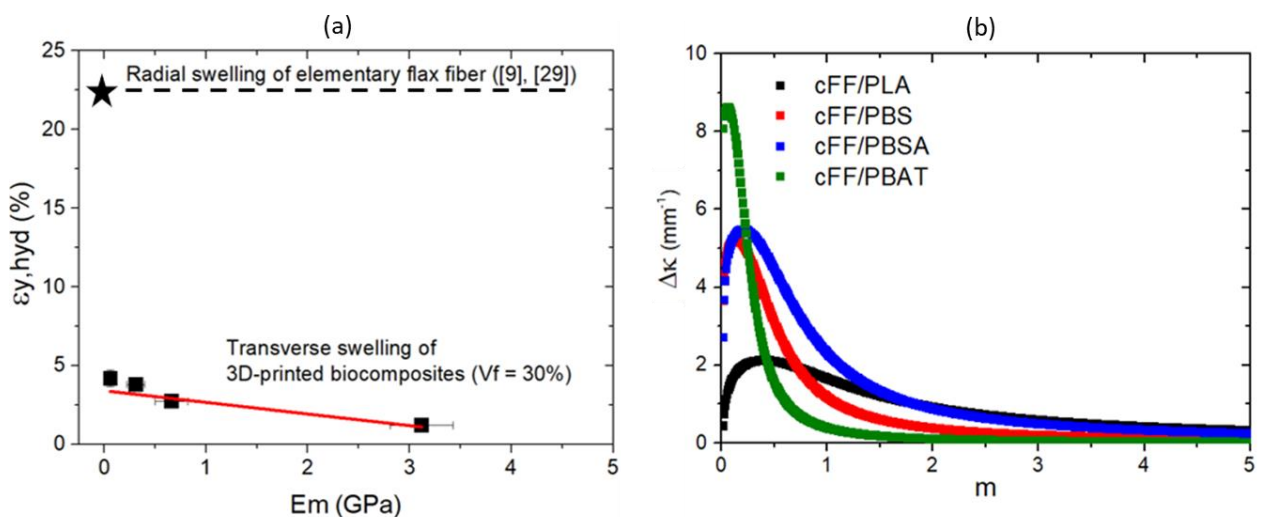 (a)
25
20
15
10
5
0
εy,hyd (%)
Radial swelling of elementary flax fiber ([9], [29])
Transverse swelling of
3D-printed biocomposites (Vf = 30%)
0 1 2 3 4 5
Em (GPa)
(b)
10
8
6
4
2
0
Δκ (mm⁻¹)
cFF/PLA
cFF/PBS
cFF/PBSA
cFF/PBAT
0 1 2 3 4 5
m